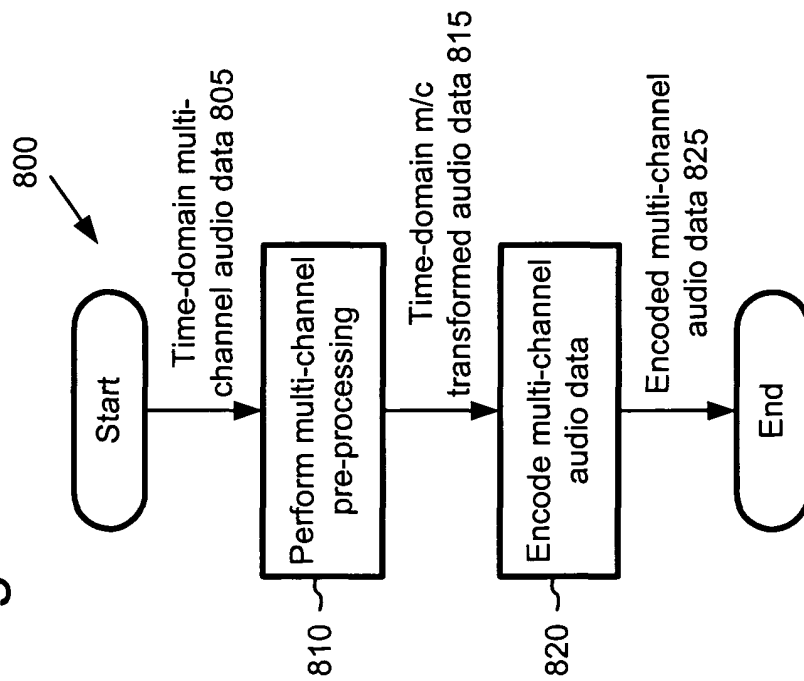 800
Start
Time-domain multi-
channel audio data 805
Perform multi-channel
pre-processing
810
Time-domain m/c
transformed audio data 815
Encode multi-channel
audio data
820
Encoded multi-channel
audio data 825
End